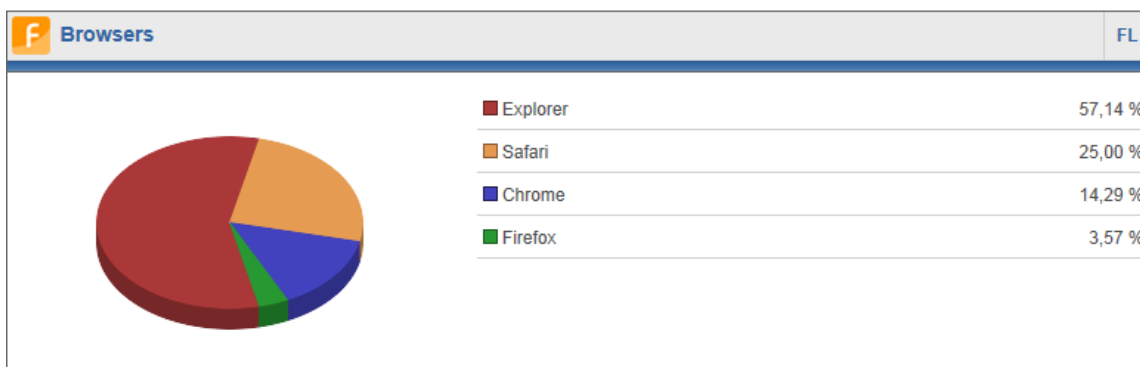 Browsers FL
Explorer 57,14 %
Safari 25,00 %
Chrome 14,29 %
Firefox 3,57 %